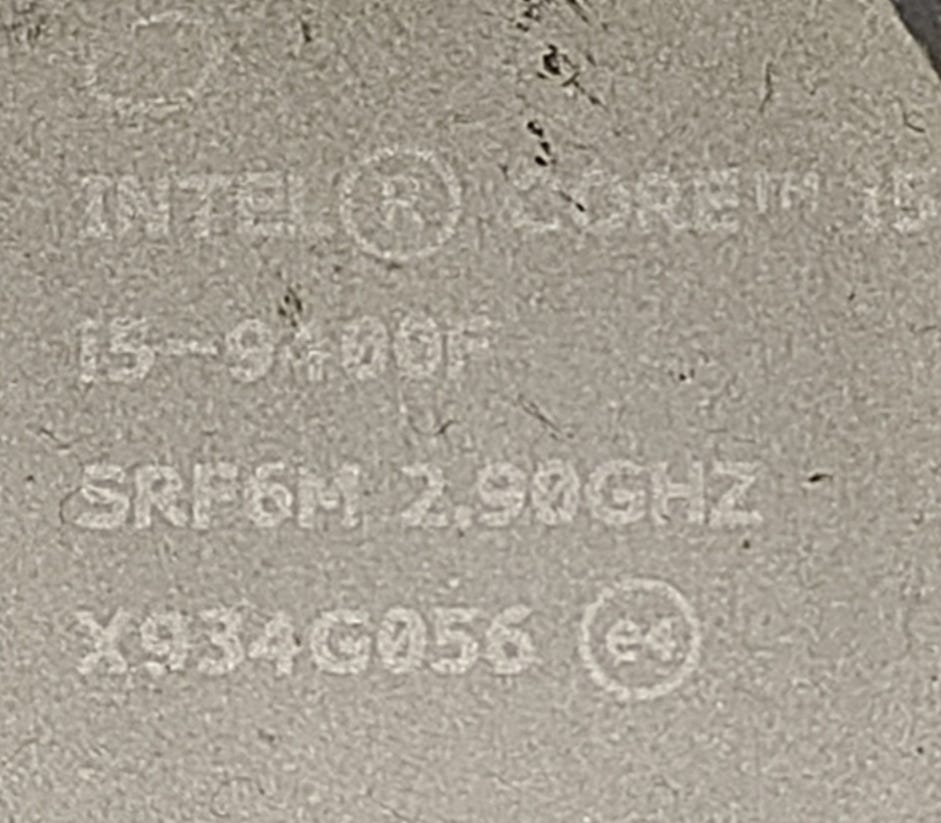 INTEL® CORE™ i5
i5-9400F
SRF6M 2.90GHZ
X934G056 e4